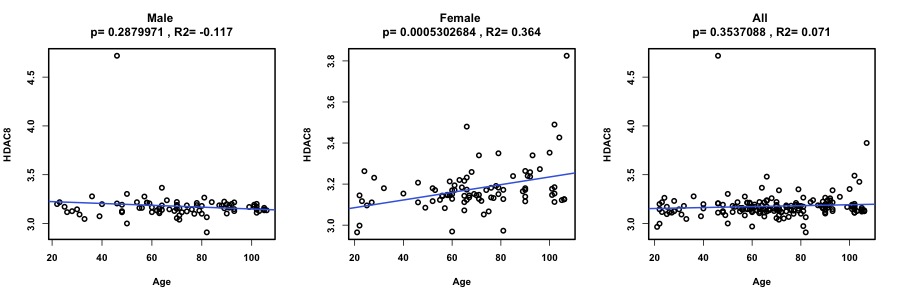 Male
p= 0.2879971 , R2= -0.117
HDAC8
4.5
4.0
3.5
3.0
20 40 60 80 100
Age
Female
p= 0.0005302684 , R2= 0.364
HDAC8
3.8
3.6
3.4
3.2
3.0
20 40 60 80 100
Age
All
p= 0.3537088 , R2= 0.071
HDAC8
4.5
4.0
3.5
3.0
20 40 60 80 100
Age